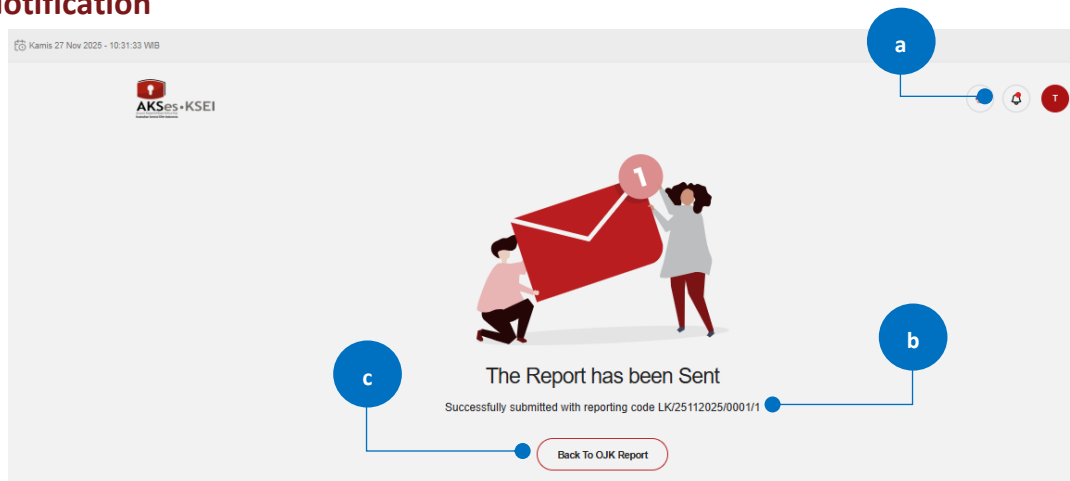 Notification
Kamis 27 Nov 2025 - 10:31:33 WIB
a
AKSes•KSEI
T
1
b
c
The Report has been Sent
Successfully submitted with reporting code LK/25112025/0001/1
Back To OJK Report